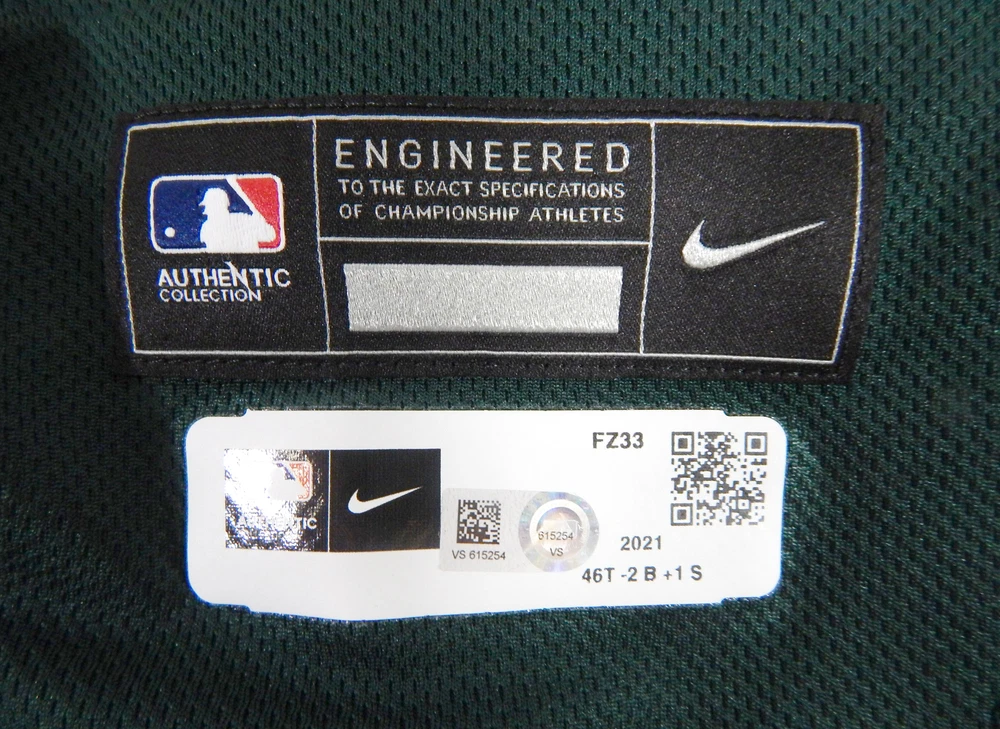 ENGINEERED
TO THE EXACT SPECIFICATIONS
OF CHAMPIONSHIP ATHLETES
AUTHENTIC
COLLECTION
FZ33
VS 615254
615254
VS
2021
46T -2 B +1 S